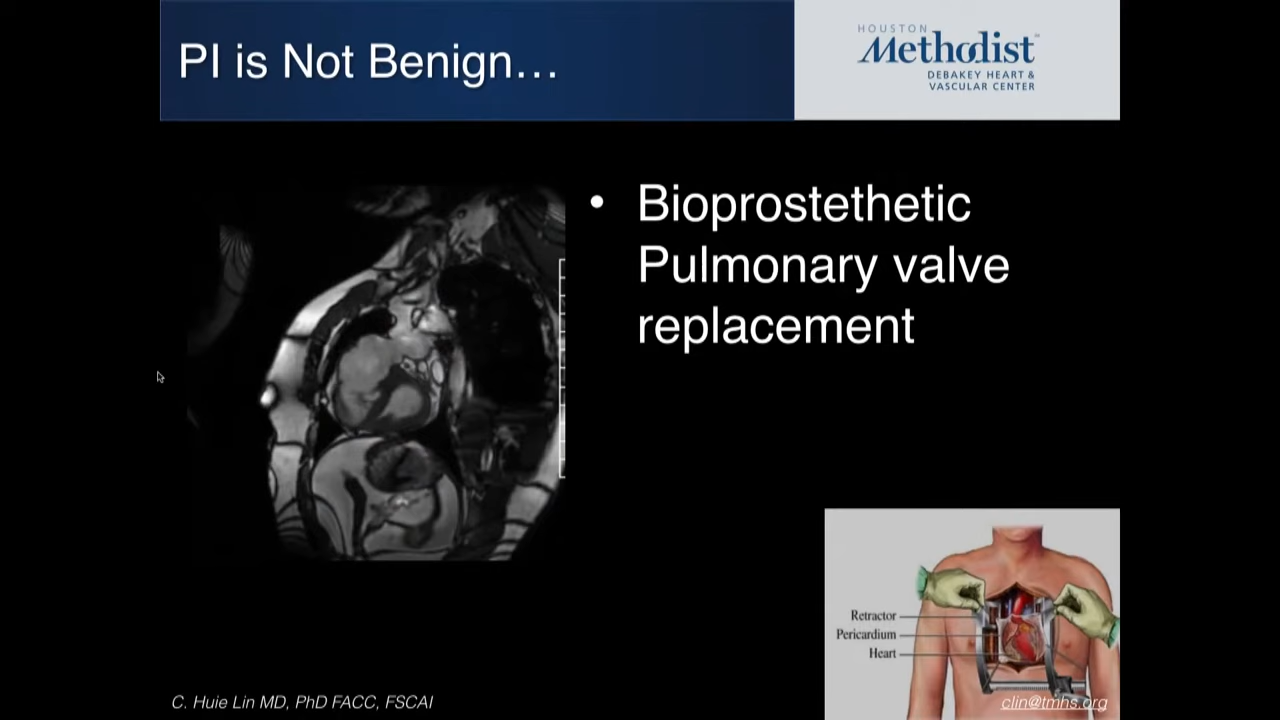 PI is Not Benign…
HOUSTON
Methodist
DEBAKEY HEART &
VASCULAR CENTER
• Bioprostethetic
Pulmonary valve
replacement
Retractor
Pericardium
Heart
C. Huie Lin MD, PhD FACC, FSCAI
clin@tmhs.org